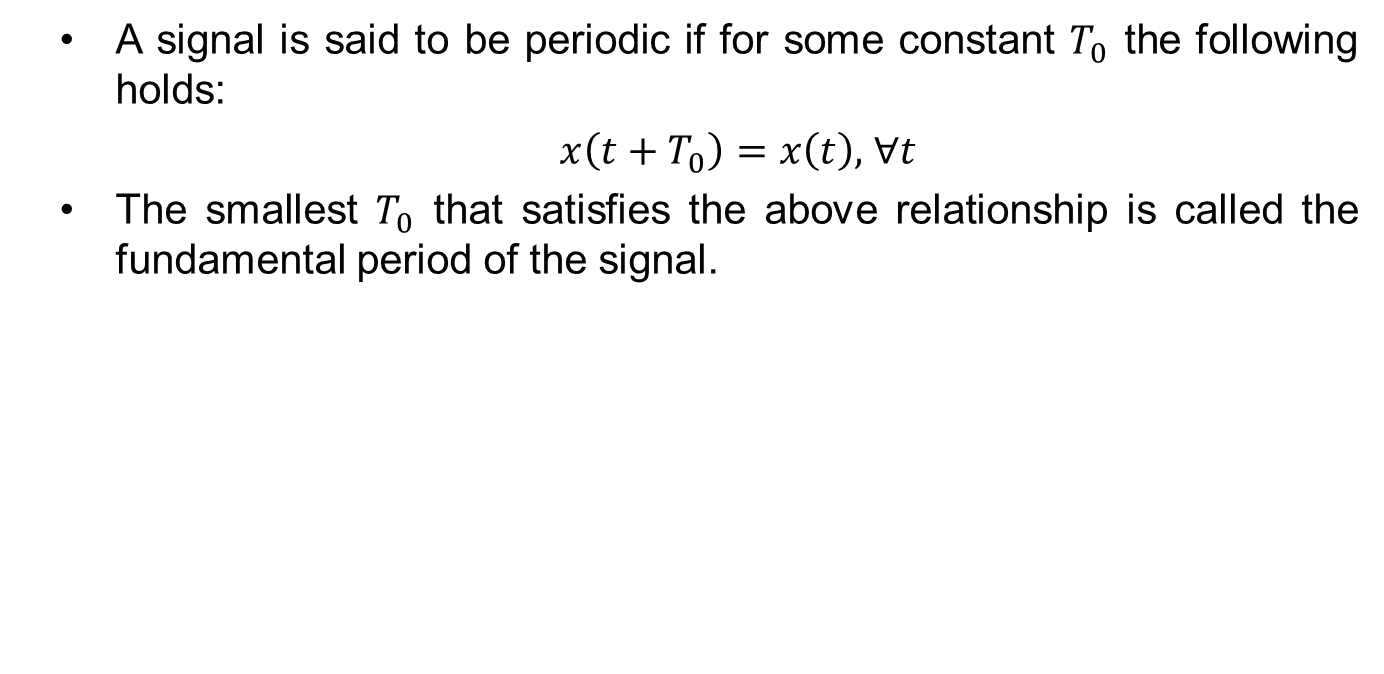 • A signal is said to be periodic if for some constant T₀ the following
holds:
x(t + T₀) = x(t), ∀t
• The smallest T₀ that satisfies the above relationship is called the
fundamental period of the signal.